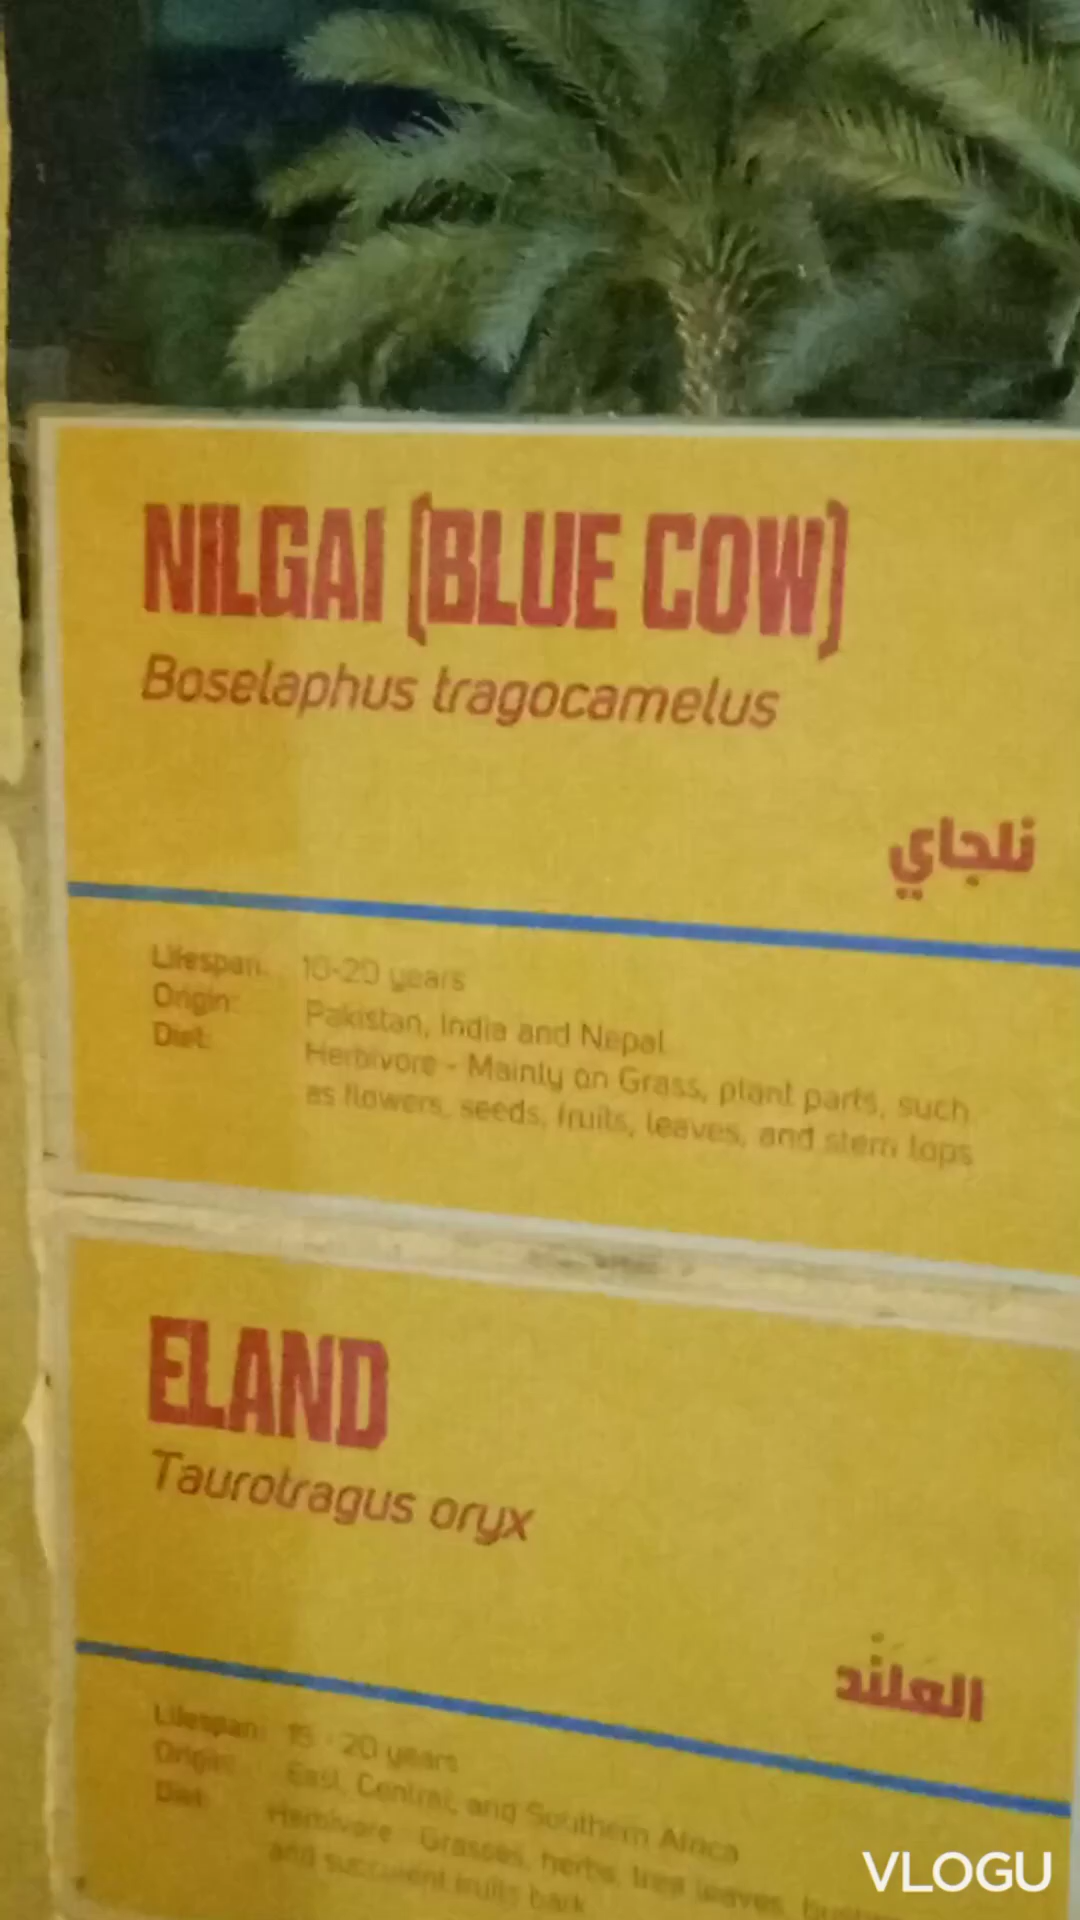 NILGAI (BLUE COW)
Boselaphus tragocamelus
نلجاي
Lifespan: 10-20 years
Origin: Pakistan, India and Nepal
Diet: Herbivore - Mainly on Grass, plant parts, such
as flowers, seeds, fruits, leaves, and stem tops
ELAND
Taurotragus oryx
العلند
Lifespan: 15 - 20 years
Origin: East, Central, and Southern Africa
Diet: Herbivore - Grasses, herbs, tree leaves,
and succulent fruits bark
VLOGU